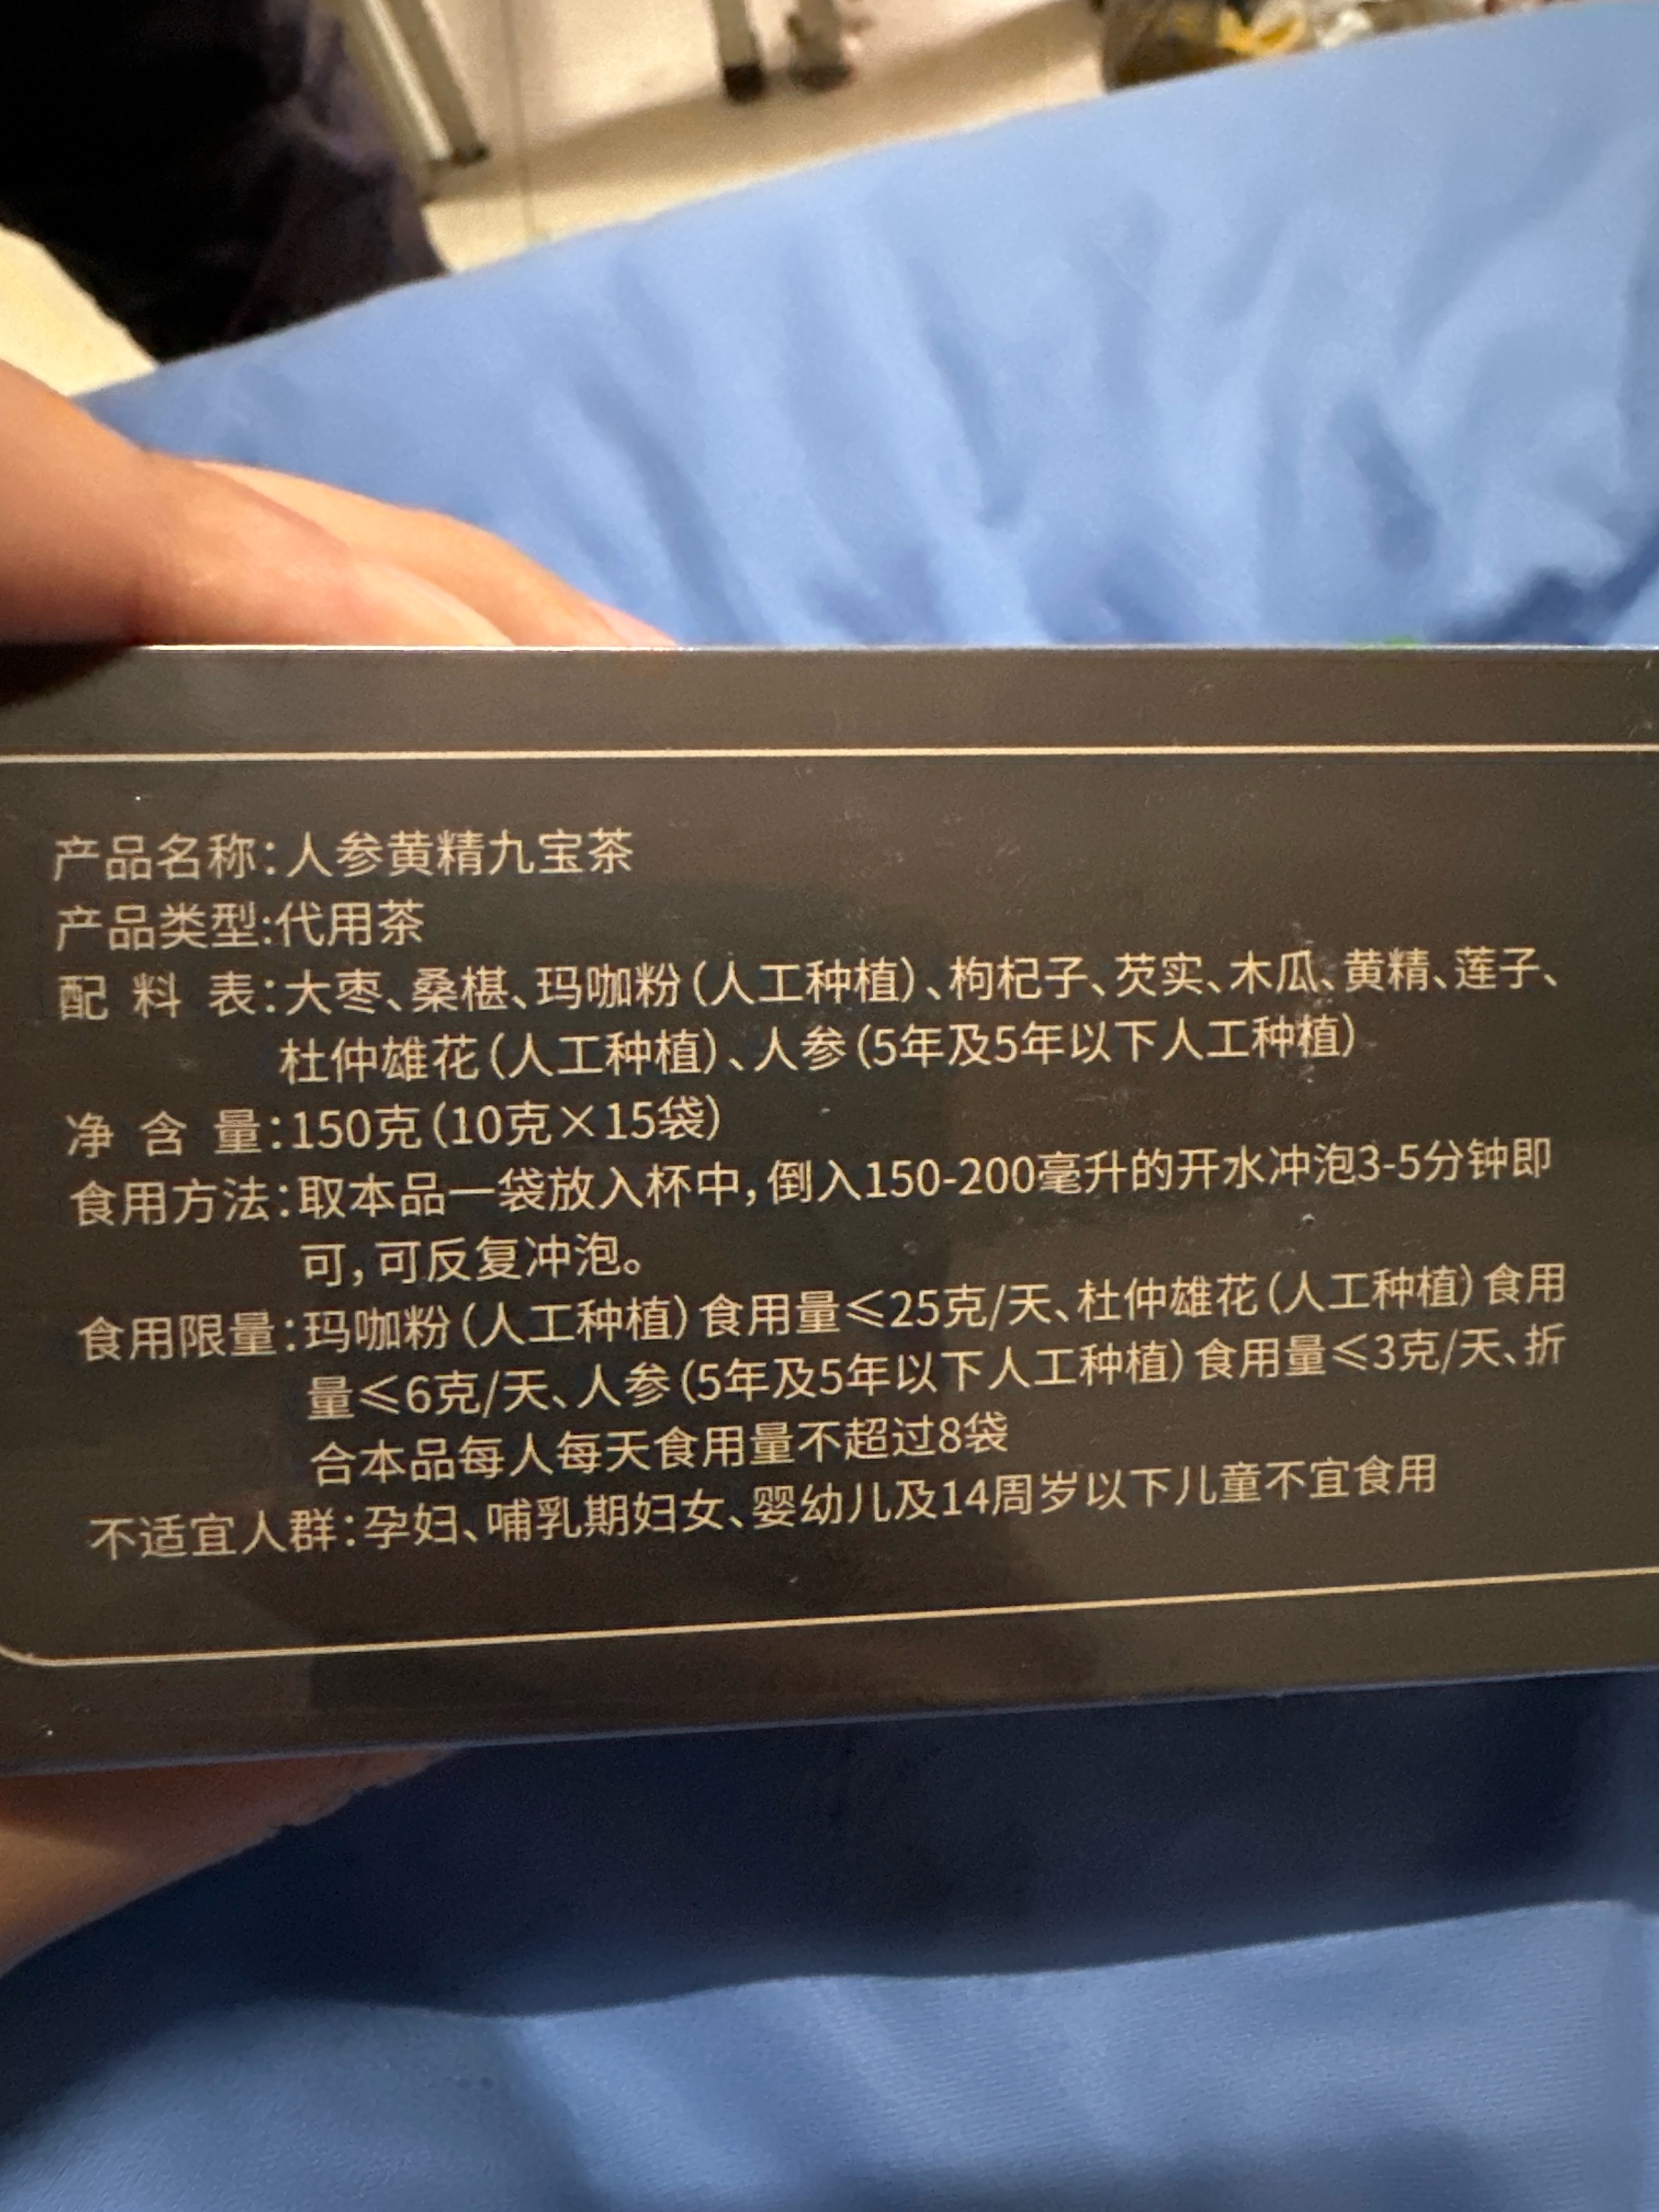 产品名称：人参黄精九宝茶
产品类型:代用茶
配 料 表：大枣、桑椹、玛咖粉（人工种植）、枸杞子、芡实、木瓜、黄精、莲子、
杜仲雄花（人工种植）、人参（5年及5年以下人工种植）
净 含 量：150克（10克×15袋）
食用方法：取本品一袋放入杯中，倒入150-200毫升的开水冲泡3-5分钟即
可，可反复冲泡。
食用限量：玛咖粉（人工种植）食用量≤25克/天、杜仲雄花（人工种植）食用
量≤6克/天、人参（5年及5年以下人工种植）食用量≤3克/天、折
合本品每人每天食用量不超过8袋
不适宜人群：孕妇、哺乳期妇女、婴幼儿及14周岁以下儿童不宜食用